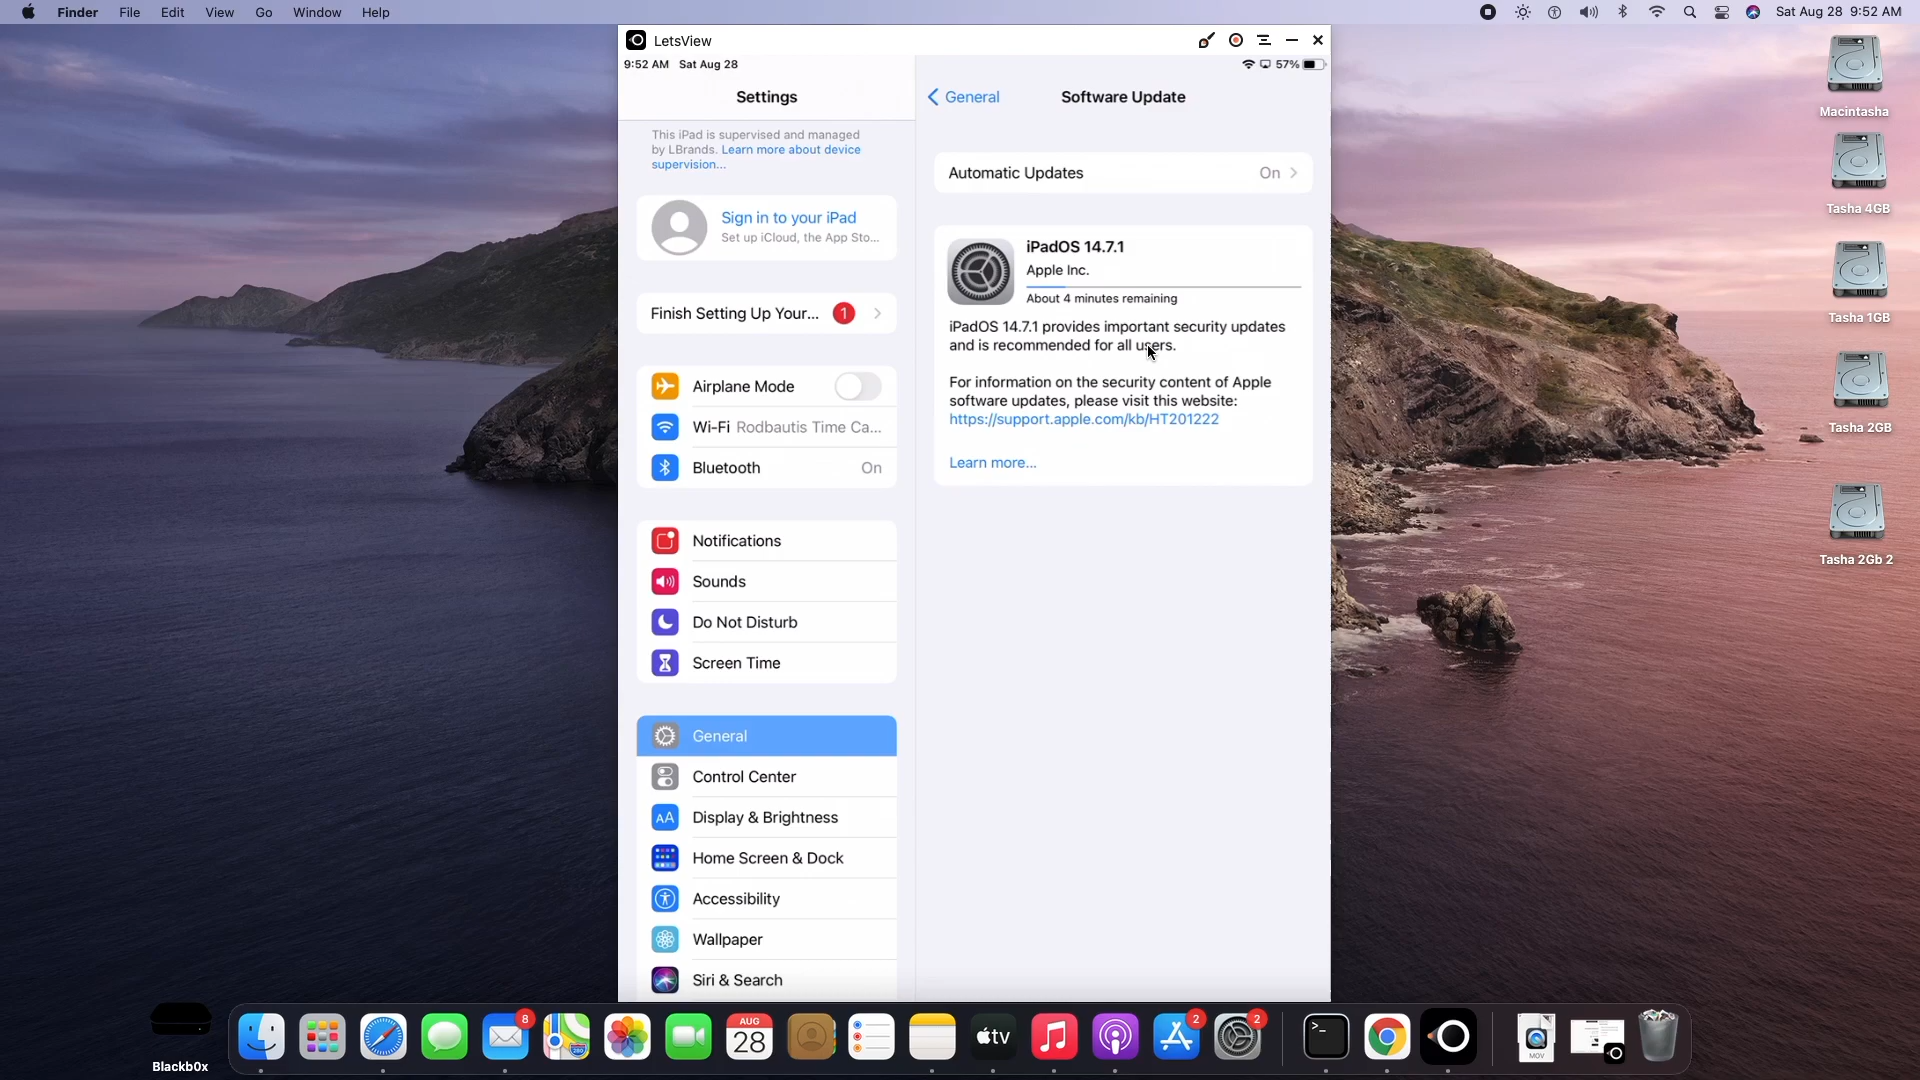 Finder File Edit View Go Window Help
Sat Aug 28 9:52 AM
LetsView
9:52 AM Sat Aug 28
57%
Settings
This iPad is supervised and managed
by LBrands. Learn more about device
supervision...
Sign in to your iPad
Set up iCloud, the App Sto...
Finish Setting Up Your... 1
Airplane Mode
Wi-Fi Rodbautis Time Ca...
Bluetooth On
Notifications
Sounds
Do Not Disturb
Screen Time
General
Control Center
AA Display & Brightness
Home Screen & Dock
Accessibility
Wallpaper
Siri & Search
General
Software Update
Automatic Updates On
iPadOS 14.7.1
Apple Inc.
About 4 minutes remaining
iPadOS 14.7.1 provides important security updates
and is recommended for all users.
For information on the security content of Apple
software updates, please visit this website:
https://support.apple.com/kb/HT201222
Learn more...
Macintasha
Tasha 4GB
Tasha 1GB
Tasha 2GB
Tasha 2Gb 2
Blackb0x
8
280
AUG
28
tv
2
2
>_
MOV